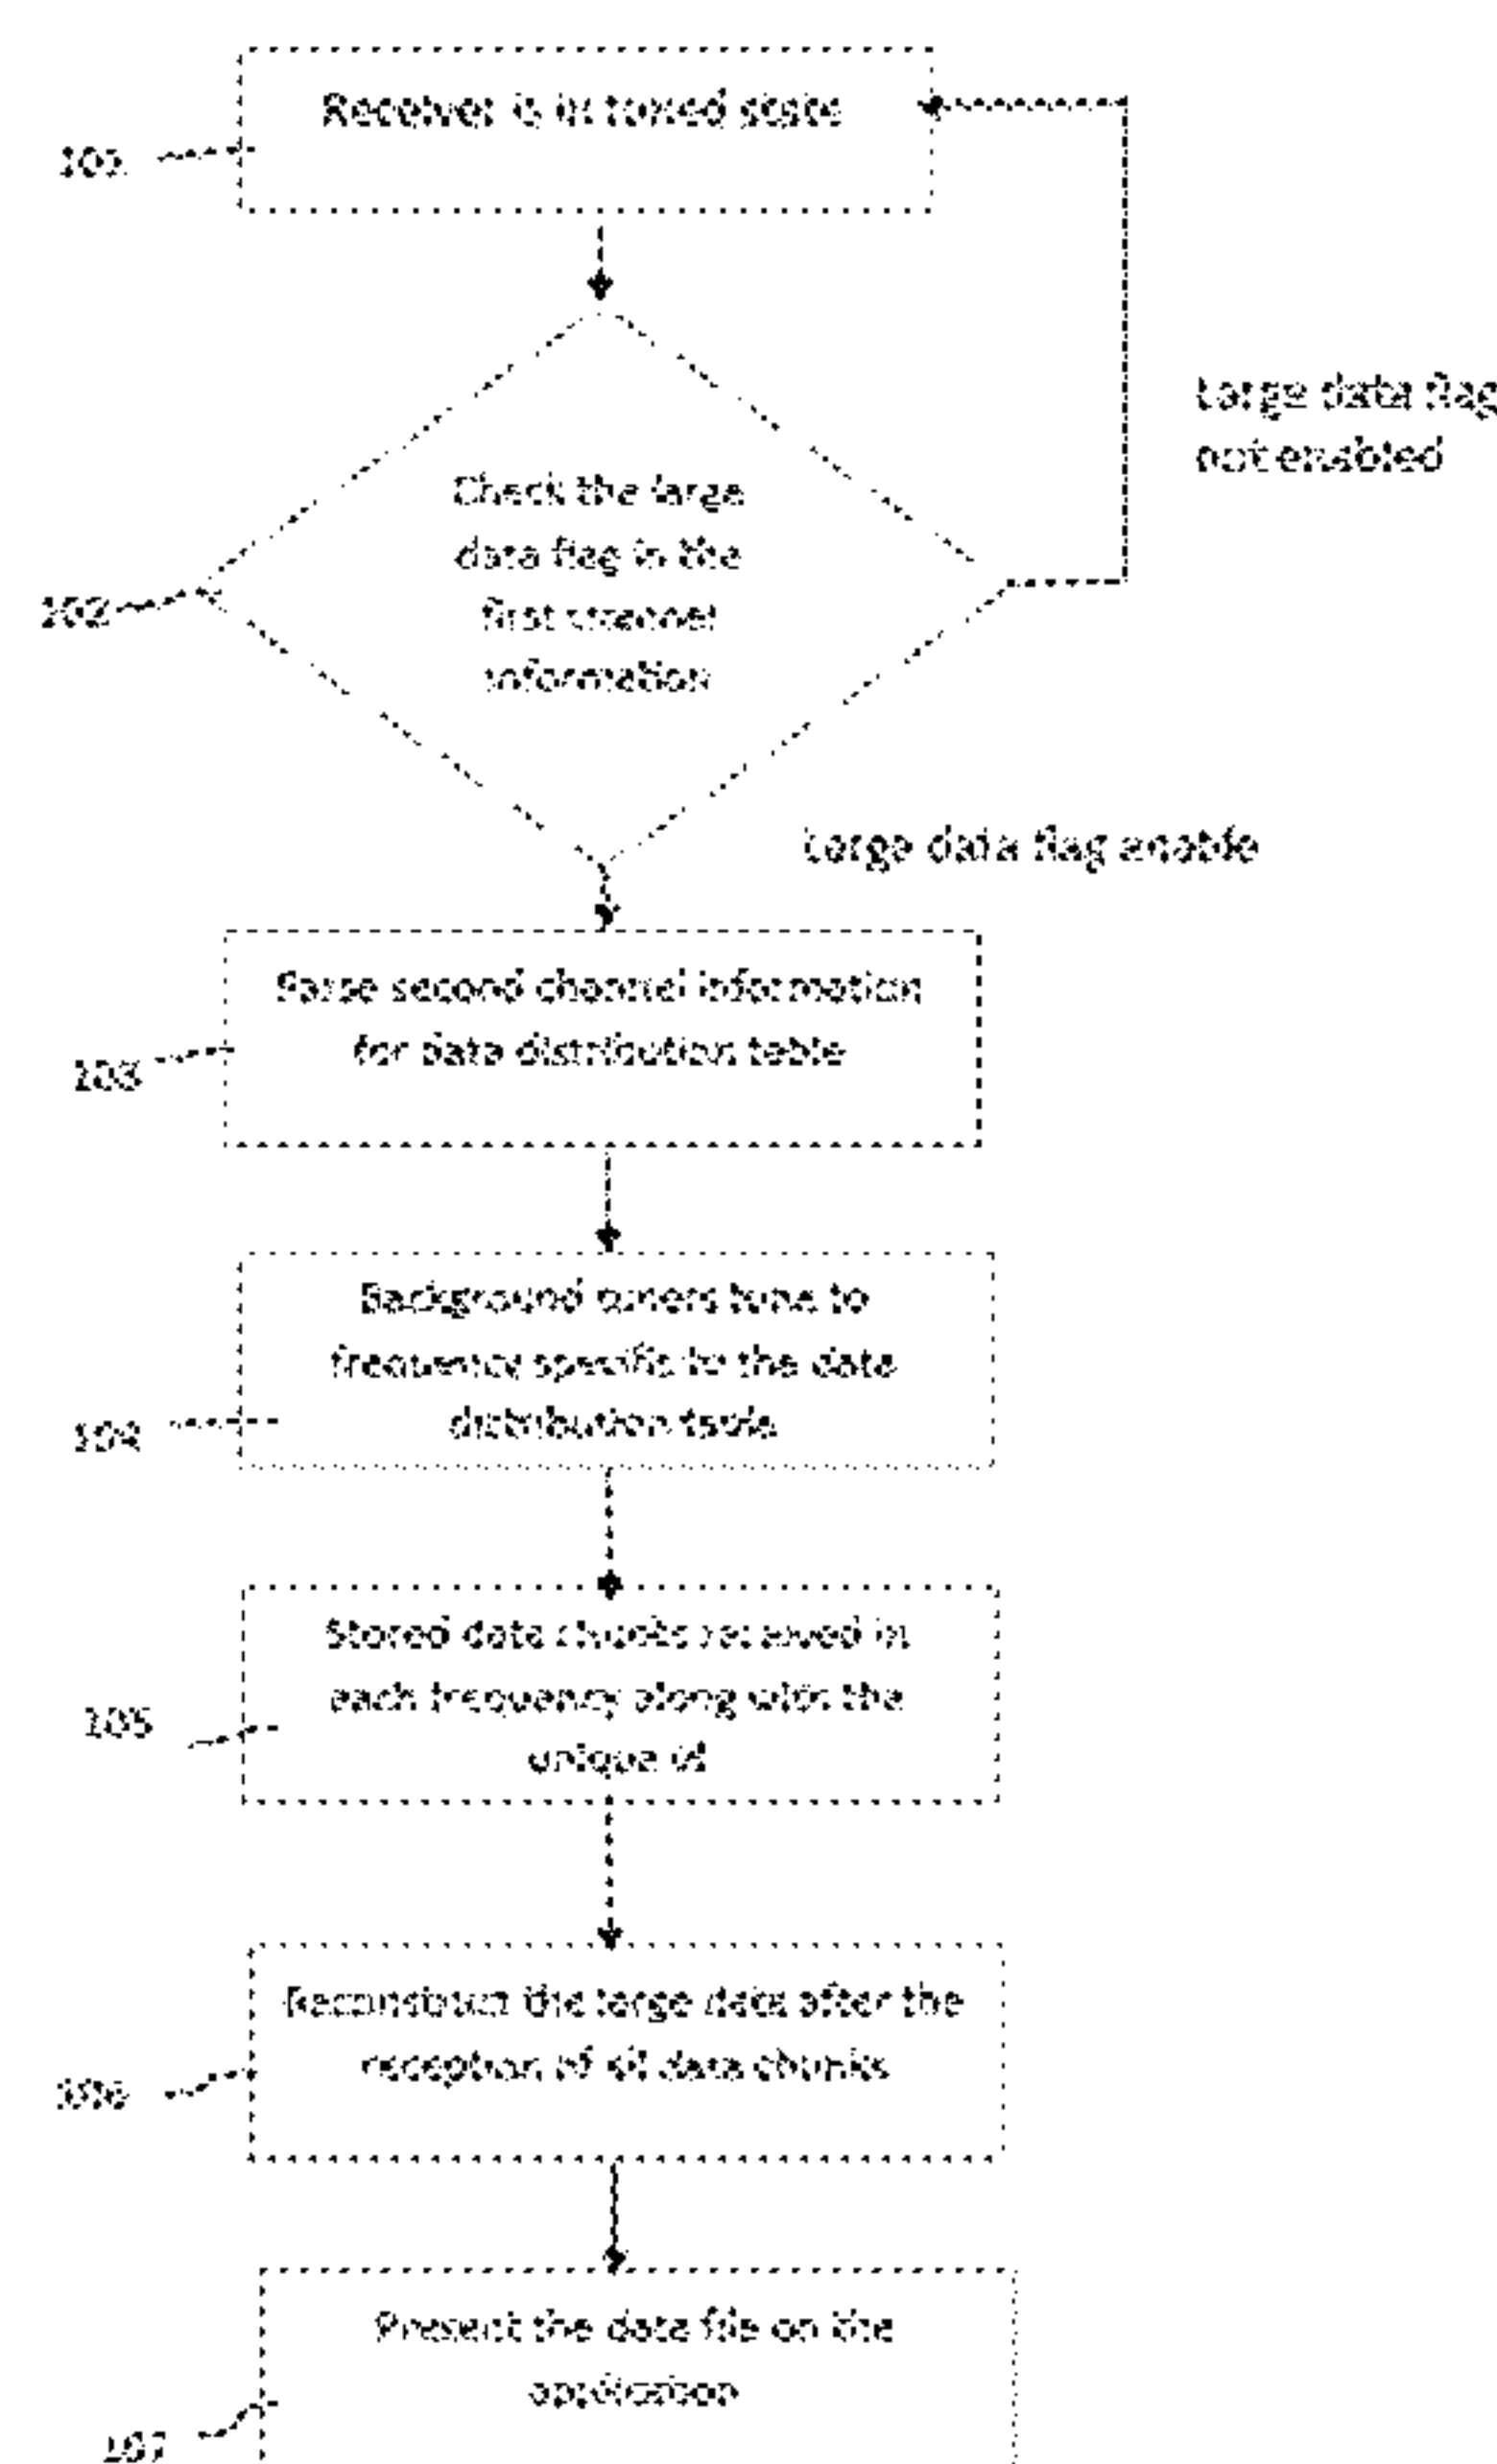 Receiver is in tuned state
101
Large data flag
not enabled
Check the large
data flag in the
first channel
information
102
Large data flag enable
Parse second channel information
for data distribution table
103
Background tuners tune to
frequency specific to the data
distribution table
104
Stored data chunks received in
each frequency along with the
unique id
105
Reconstruct the large data after the
reception of all data chunks
106
Present the data file on the
application
107